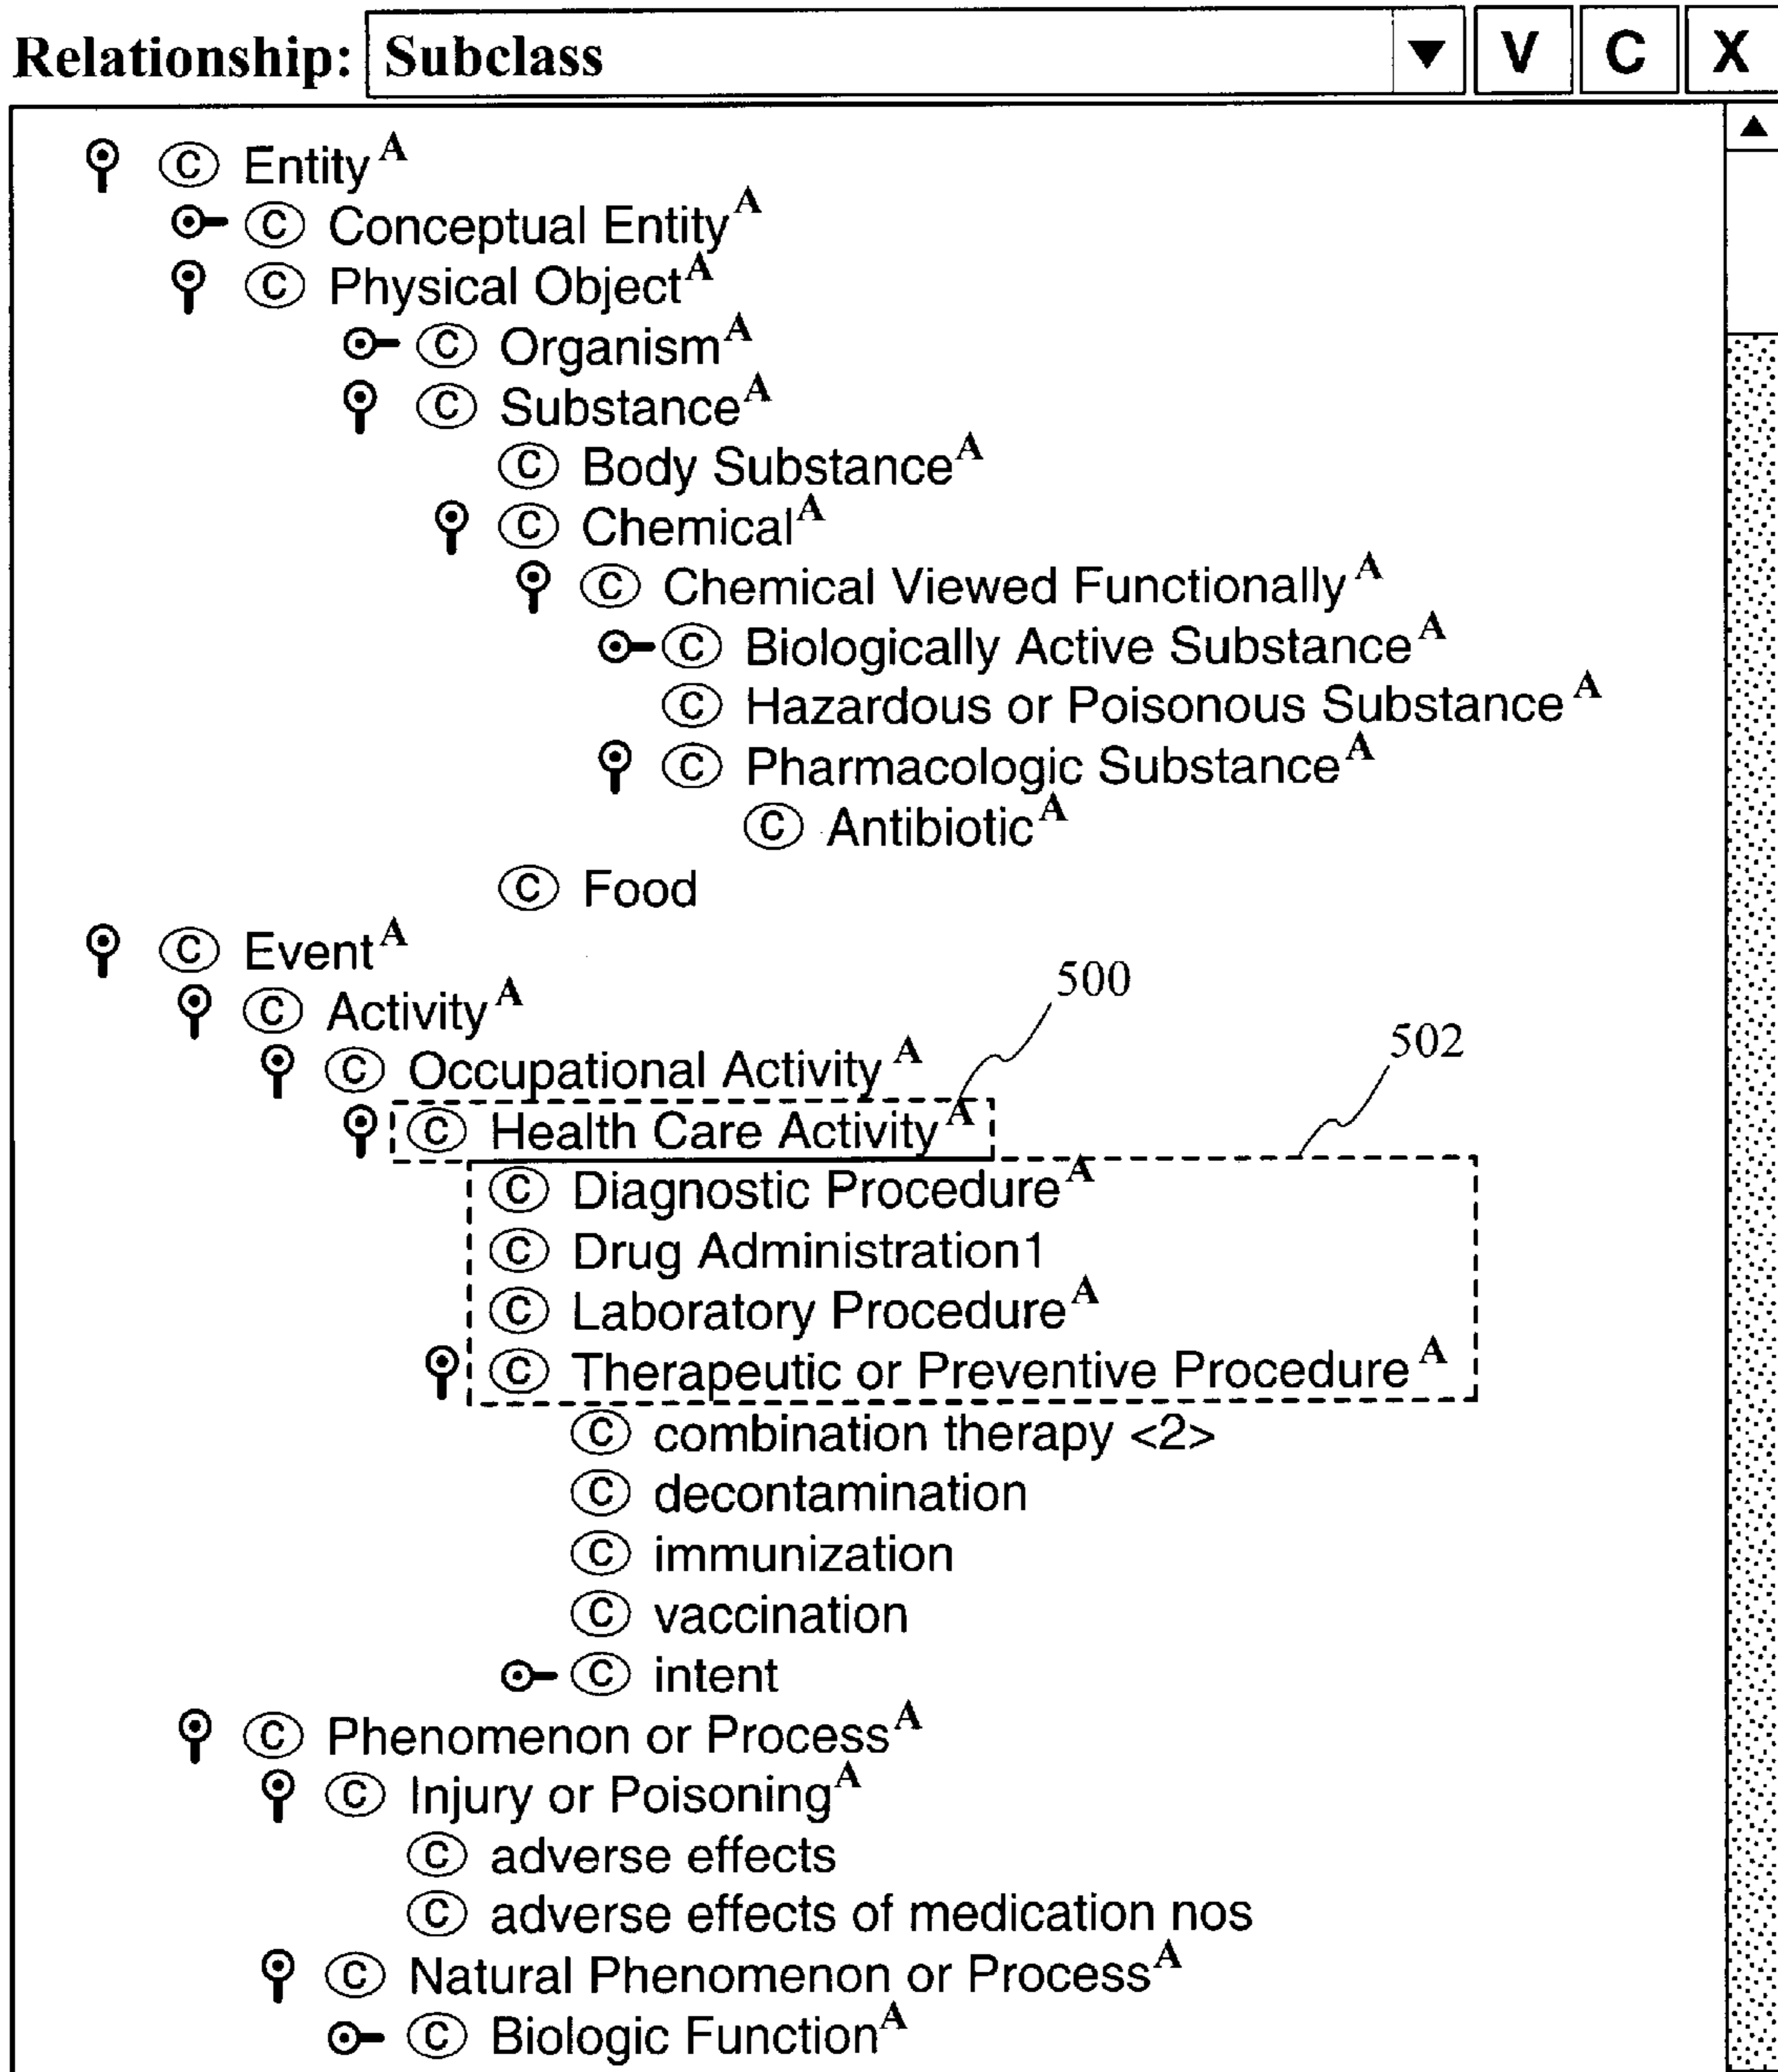 Relationship: Subclass ▼ V C X
Ⓒ Entity^A
Ⓒ Conceptual Entity^A
Ⓒ Physical Object^A
Ⓒ Organism^A
Ⓒ Substance^A
Ⓒ Body Substance^A
Ⓒ Chemical^A
Ⓒ Chemical Viewed Functionally^A
Ⓒ Biologically Active Substance^A
Ⓒ Hazardous or Poisonous Substance^A
Ⓒ Pharmacologic Substance^A
Ⓒ Antibiotic^A
Ⓒ Food
Ⓒ Event^A
500
Ⓒ Activity^A
502
Ⓒ Occupational Activity^A
Ⓒ Health Care Activity^A
Ⓒ Diagnostic Procedure^A
Ⓒ Drug Administration1
Ⓒ Laboratory Procedure^A
Ⓒ Therapeutic or Preventive Procedure^A
Ⓒ combination therapy <2>
Ⓒ decontamination
Ⓒ immunization
Ⓒ vaccination
Ⓒ intent
Ⓒ Phenomenon or Process^A
Ⓒ Injury or Poisoning^A
Ⓒ adverse effects
Ⓒ adverse effects of medication nos
Ⓒ Natural Phenomenon or Process^A
Ⓒ Biologic Function^A